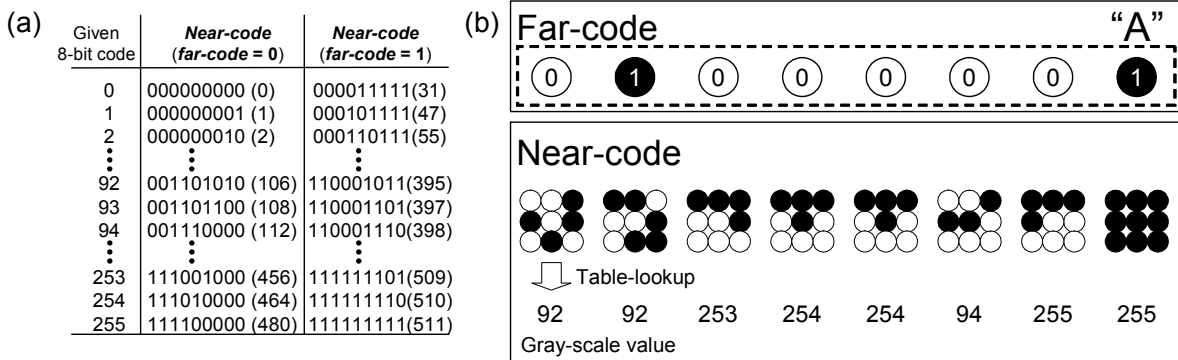 (a)
Given 8-bit code Near-code (far-code = 0) Near-code (far-code = 1)
0 000000000 (0) 000011111(31)
1 000000001 (1) 000101111(47)
2 000000010 (2) 000110111(55)
92 001101010 (106) 110001011(395)
93 001101100 (108) 110001101(397)
94 001110000 (112) 110001110(398)
253 111001000 (456) 111111101(509)
254 111010000 (464) 111111110(510)
255 111100000 (480) 111111111(511)
(b)
Far-code "A"
0 1 0 0 0 0 0 1
Near-code
Table-lookup
92 92 253 254 254 94 255 255
Gray-scale value